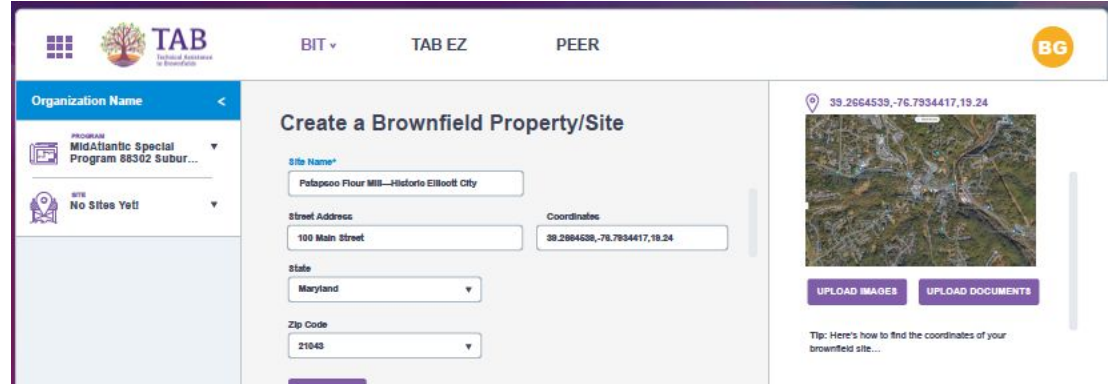 TAB
Technical Assistance
to Brownfields
BIT
TAB EZ
PEER
BG
Organization Name <
PROGRAM
MidAtlantic Special
Program 88302 Subur...
SITE
No Sites Yet!
Create a Brownfield Property/Site
Site Name*
Patapsco Flour Mill—Historic Ellicott City
Street Address
100 Main Street
Coordinates
39.2664539,-76.7934417,19.24
State
Maryland
Zip Code
21043
39.2664539,-76.7934417,19.24
UPLOAD IMAGES
UPLOAD DOCUMENTS
Tip: Here's how to find the coordinates of your
brownfield site...